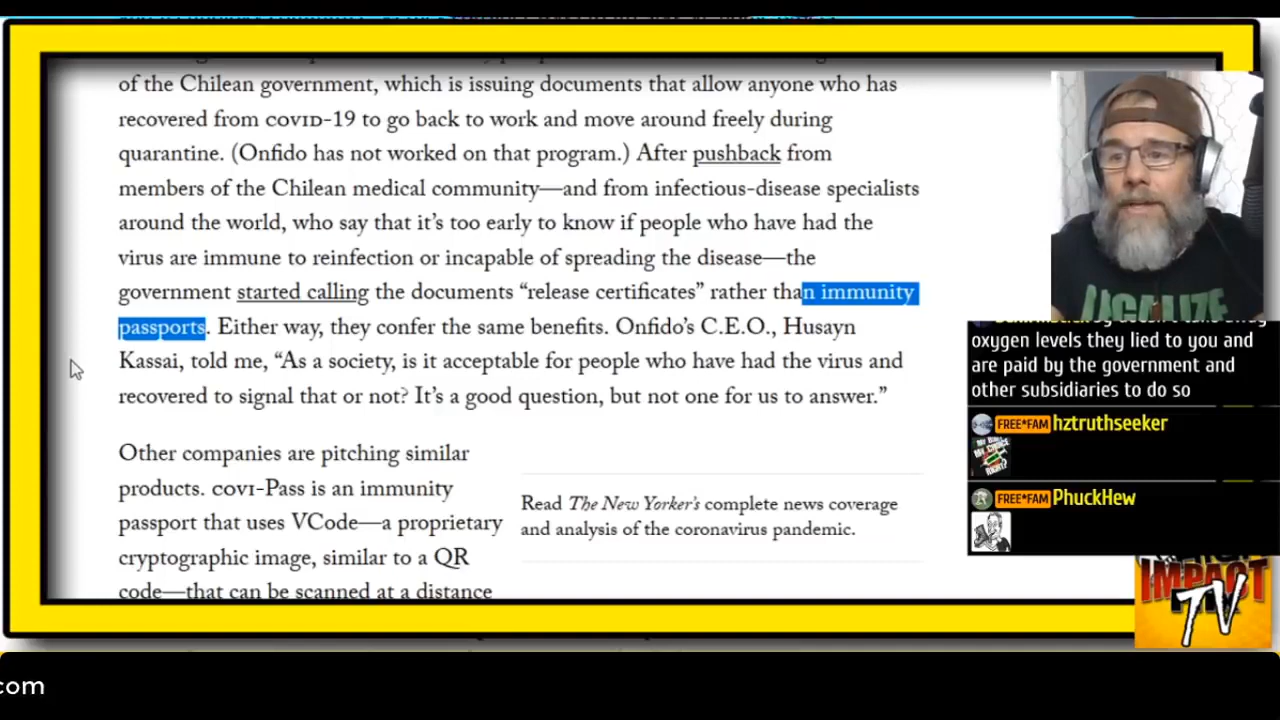 of the Chilean government, which is issuing documents that allow anyone who has
recovered from COVID-19 to go back to work and move around freely during
quarantine. (Onfido has not worked on that program.) After pushback from
members of the Chilean medical community—and from infectious-disease specialists
around the world, who say that it's too early to know if people who have had the
virus are immune to reinfection or incapable of spreading the disease—the
government started calling the documents “release certificates” rather than immunity
passports. Either way, they confer the same benefits. Onfido's C.E.O., Husayn
Kassai, told me, “As a society, is it acceptable for people who have had the virus and
recovered to signal that or not? It's a good question, but not one for us to answer.”
Other companies are pitching similar
products. COVI-Pass is an immunity
passport that uses VCode—a proprietary
cryptographic image, similar to a QR
code—that can be scanned at a distance
Read The New Yorker's complete news coverage
and analysis of the coronavirus pandemic.
LEGALIZE
oxygen levels they lied to you and
are paid by the government and
other subsidiaries to do so
FREE*FAM hztruthseeker
FREE*FAM PhuckHew
IMPACT
TV
com